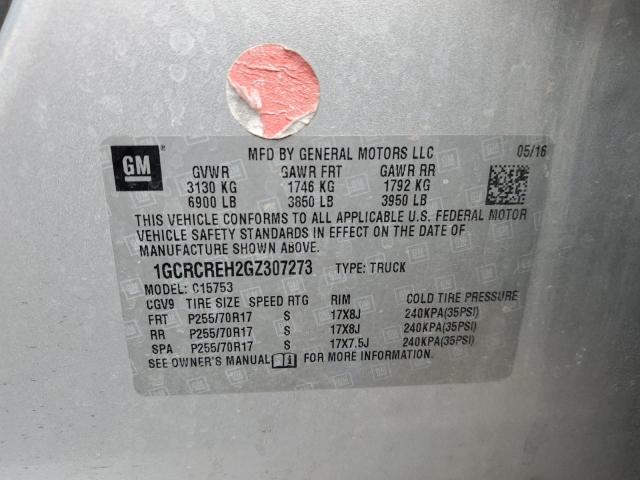 GM
MFD BY GENERAL MOTORS LLC 05/16
GVWR GAWR FRT GAWR RR
3130 KG 1746 KG 1792 KG
6900 LB 3850 LB 3950 LB
THIS VEHICLE CONFORMS TO ALL APPLICABLE U.S. FEDERAL MOTOR
VEHICLE SAFETY STANDARDS IN EFFECT ON THE DATE OF
MANUFACTURE SHOWN ABOVE.
1GCRCREH2GZ307273 TYPE: TRUCK
MODEL: C15753
CGV9 TIRE SIZE SPEED RTG RIM COLD TIRE PRESSURE
FRT P255/70R17 S 17X8J 240KPA(35PSI)
RR P255/70R17 S 17X8J 240KPA(35PSI)
SPA P255/70R17 S 17X7.5J 240KPA(35PSI)
SEE OWNER'S MANUAL FOR MORE INFORMATION.